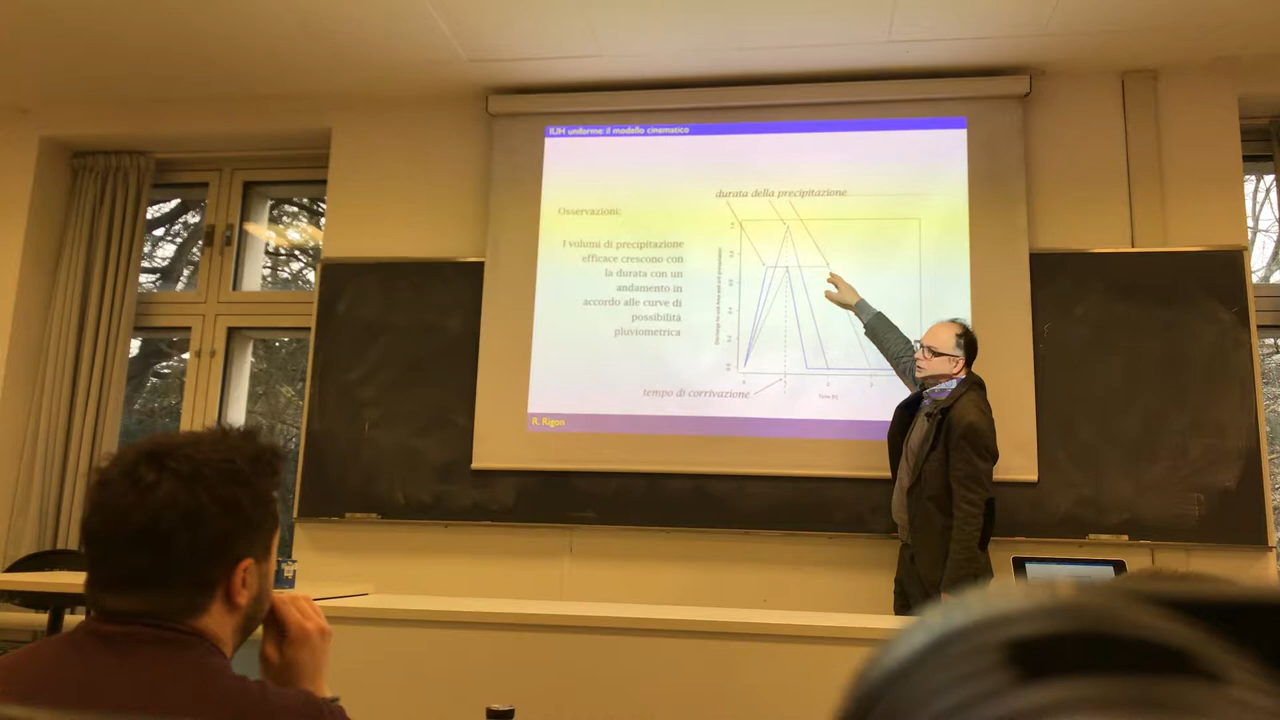 IUH uniforme: il modello cinematico
durata della precipitazione
Osservazioni:
I volumi di precipitazione
efficace crescono con
la durata con un
andamento in
accordo alle curve di
possibilità
pluviometrica
tempo di corrivazione
R. Rigon